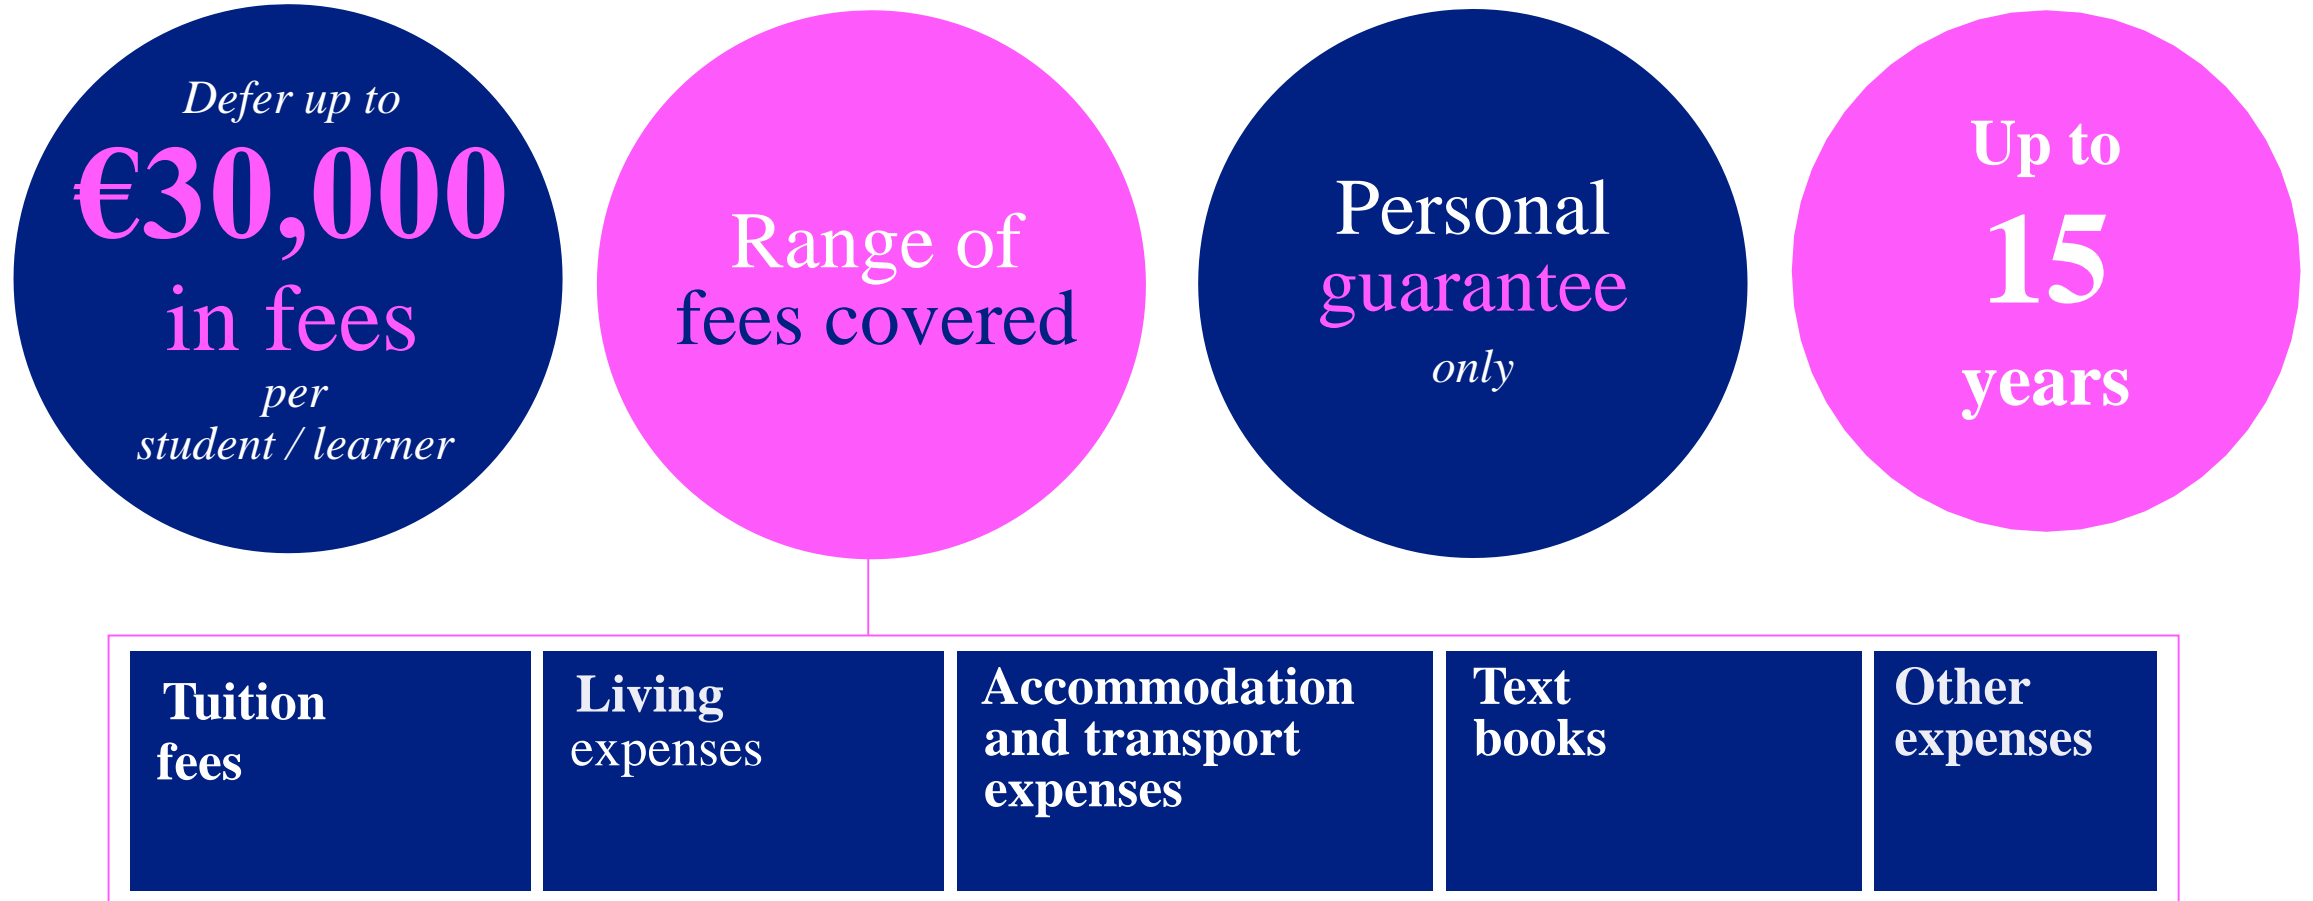 Defer up to
€30,000
in fees
per
student / learner
Range of
fees covered
Personal
guarantee
only
Up to
15
years
Tuition
fees
Living
expenses
Accommodation
and transport
expenses
Text
books
Other
expenses